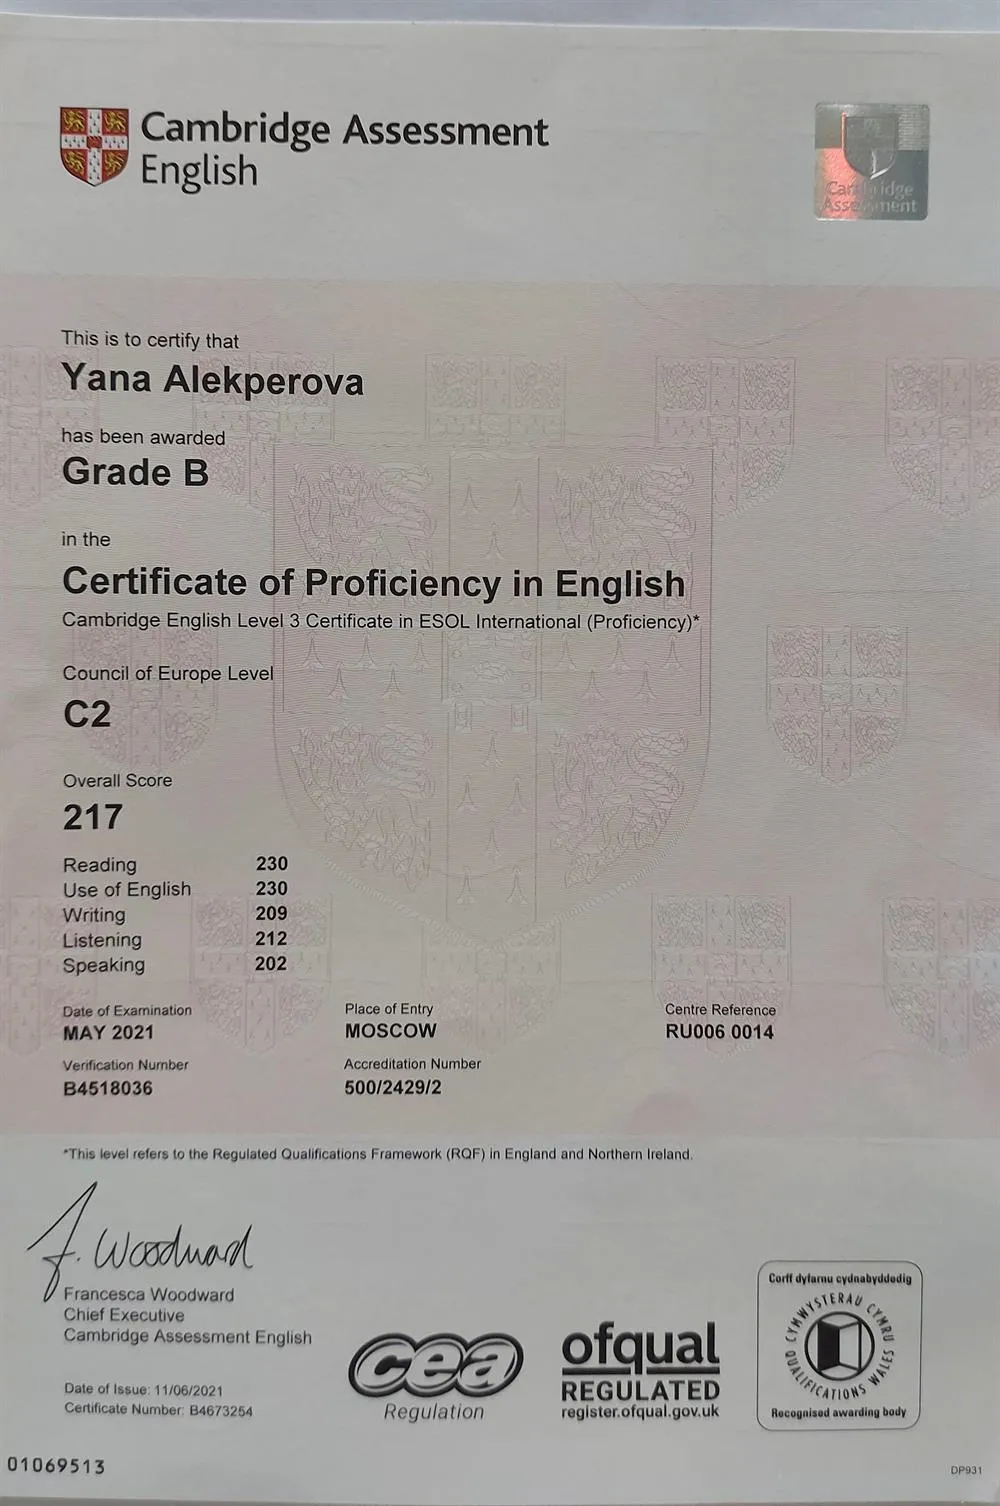 Cambridge Assessment
English
Cambridge
Assessment
This is to certify that
Yana Alekperova
has been awarded
Grade B
in the
Certificate of Proficiency in English
Cambridge English Level 3 Certificate in ESOL International (Proficiency)*
Council of Europe Level
C2
Overall Score
217
Reading 230
Use of English 230
Writing 209
Listening 212
Speaking 202
Date of Examination Place of Entry Centre Reference
MAY 2021 MOSCOW RU006 0014
Verification Number Accreditation Number
B4518036 500/2429/2
*This level refers to the Regulated Qualifications Framework (RQF) in England and Northern Ireland.
F. Woodward
Francesca Woodward
Chief Executive
Cambridge Assessment English
Date of Issue: 11/06/2021
Certificate Number: B4673254
cea
Regulation
ofqual
REGULATED
register.ofqual.gov.uk
Corff dyfarnu cydnabyddedig
CYMWYSTERAU CYMRU
QUALIFICATIONS WALES
Recognised awarding body
01069513
DP931